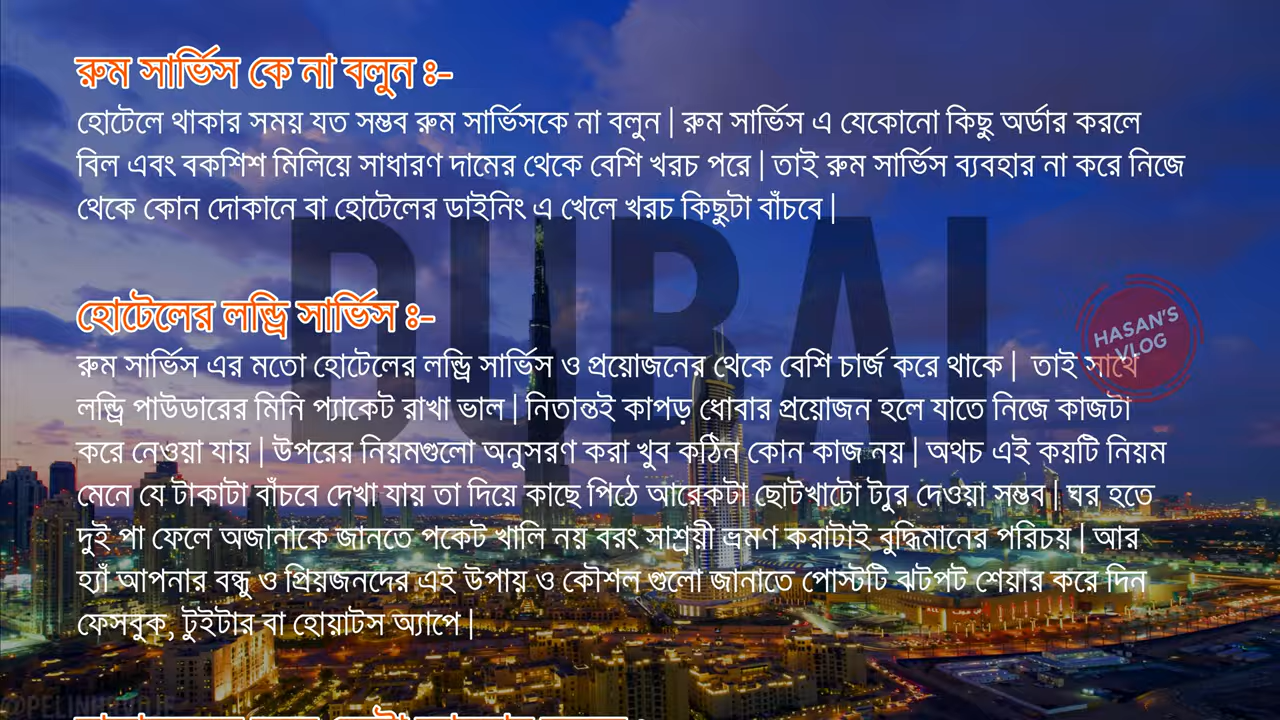 রুম সার্ভিস কে না বলুন ঃ-
হোটেলে থাকার সময় যত সম্ভব রুম সার্ভিসকে না বলুন | রুম সার্ভিস এ যেকোনো কিছু অর্ডার করলে
বিল এবং বকশিশ মিলিয়ে সাধারণ দামের থেকে বেশি খরচ পরে | তাই রুম সার্ভিস ব্যবহার না করে নিজে
থেকে কোন দোকানে বা হোটেলের ডাইনিং এ খেলে খরচ কিছুটা বাঁচবে |
DUBAI
হোটেলের লন্ড্রি সার্ভিস ঃ-
HASAN'S
VLOG
রুম সার্ভিস এর মতো হোটেলের লন্ড্রি সার্ভিস ও প্রয়োজনের থেকে বেশি চার্জ করে থাকে | তাই সাথে
লন্ড্রি পাউডারের মিনি প্যাকেট রাখা ভাল | নিতান্তই কাপড় ধোবার প্রয়োজন হলে যাতে নিজে কাজটা
করে নেওয়া যায় | উপরের নিয়মগুলো অনুসরণ করা খুব কঠিন কোন কাজ নয় | অথচ এই কয়টি নিয়ম
মেনে যে টাকাটা বাঁচবে দেখা যায় তা দিয়ে কাছে পিঠে আরেকটা ছোটখাটো ট্যুর দেওয়া সম্ভব | ঘর হতে
দুই পা ফেলে অজানাকে জানতে পকেট খালি নয় বরং সাশ্রয়ী ভ্রমণ করাটাই বুদ্ধিমানের পরিচয় | আর
হ্যাঁ আপনার বন্ধু ও প্রিয়জনদের এই উপায় ও কৌশল গুলো জানাতে পোস্টটি ঝটপট শেয়ার করে দিন
ফেসবুক, টুইটার বা হোয়াটস অ্যাপে |